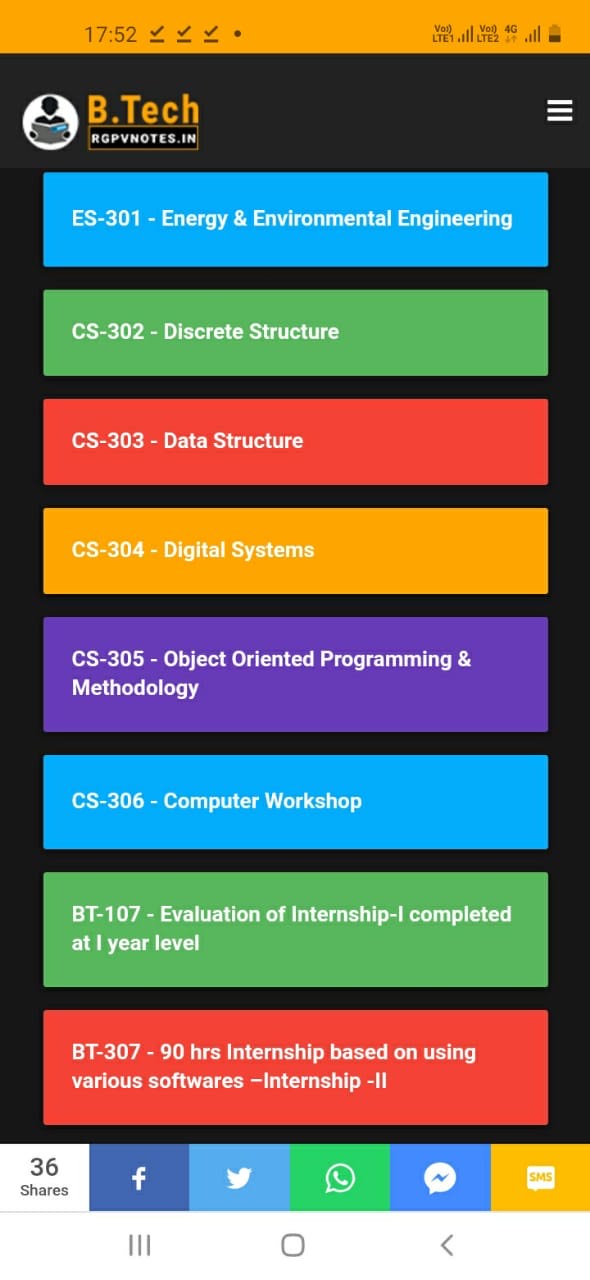 17:52
Vo)) LTE1 Vo)) LTE2 4G
B.Tech
RGPVNOTES.IN
ES-301 - Energy & Environmental Engineering
CS-302 - Discrete Structure
CS-303 - Data Structure
CS-304 - Digital Systems
CS-305 - Object Oriented Programming &
Methodology
CS-306 - Computer Workshop
BT-107 - Evaluation of Internship-I completed
at I year level
BT-307 - 90 hrs Internship based on using
various softwares –Internship -II
36
Shares
SMS